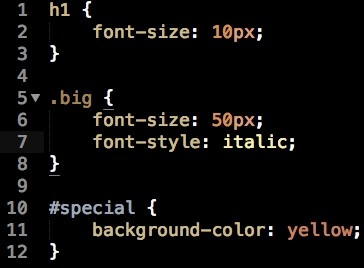 1 h1 {
2     font-size: 10px;
3 }
4
5 .big {
6     font-size: 50px;
7     font-style: italic;
8 }
9
10 #special {
11     background-color: yellow;
12 }